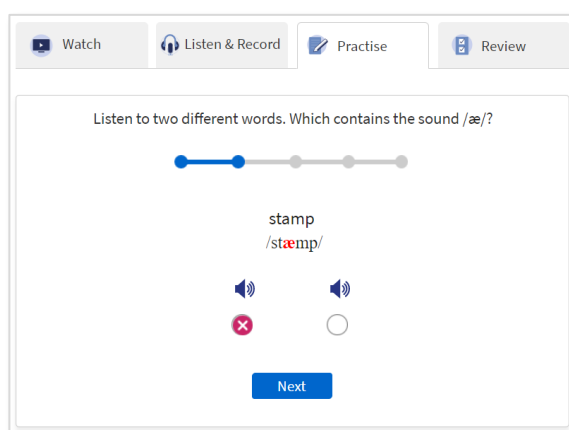 Watch
Listen & Record
Practise
Review
Listen to two different words. Which contains the sound /æ/?
stamp
/stæmp/
Next